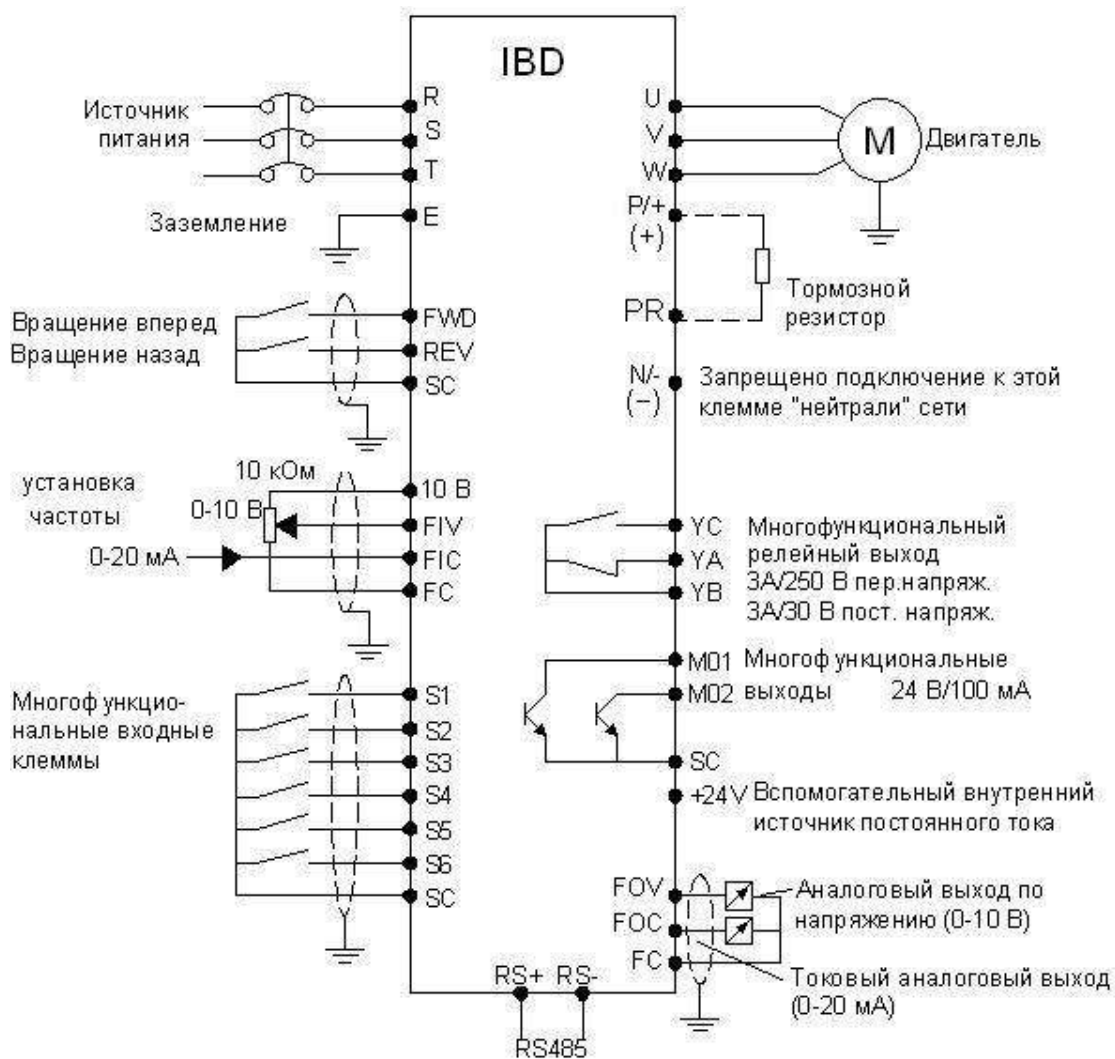 IBD
Источник
питания
R
S
T
Заземление
E
U
V
W
M
Двигатель
P/+
(+)
Тормозной
резистор
PR
Вращение вперед
Вращение назад
FWD
REV
SC
N/-
(−)
Запрещено подключение к этой
клемме "нейтрали" сети
установка
частоты
10 кОм
0-10 В
0-20 мА
10 В
FIV
FIC
FC
YC
YA
YB
Многофункциональный
релейный выход
3А/250 В пер.напряж.
3А/30 В пост. напряж.
M01
M02
Многофункциональные
выходы 24 В/100 мА
SC
+24V
Вспомогательный внутренний
источник постоянного тока
Многофункцио-
нальные входные
клеммы
S1
S2
S3
S4
S5
S6
SC
FOV
FOC
FC
Аналоговый выход по
напряжению (0-10 В)
Токовый аналоговый выход
(0-20 мА)
RS+
RS-
RS485